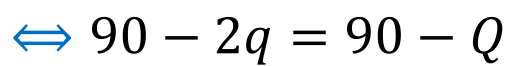 ⟺ 90 − 2q = 90 − Q